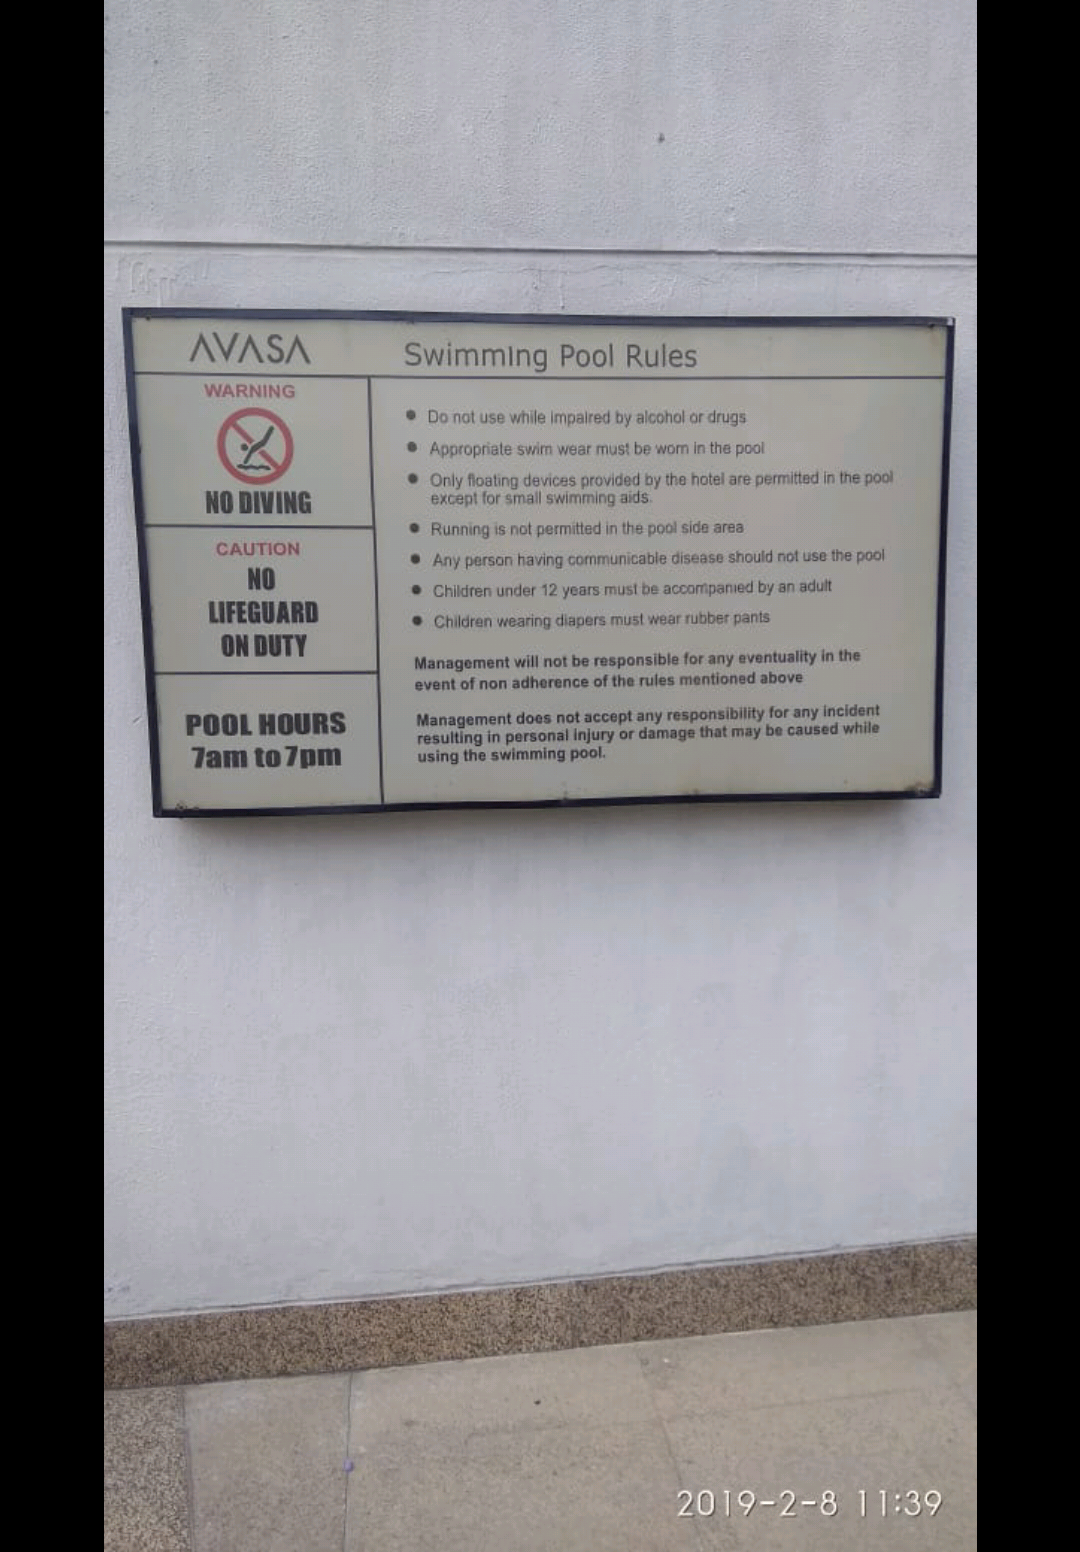 AVASA
Swimming Pool Rules
WARNING
NO DIVING
CAUTION
NO
LIFEGUARD
ON DUTY
POOL HOURS
7am to 7pm
● Do not use while impaired by alcohol or drugs
● Appropriate swim wear must be worn in the pool
● Only floating devices provided by the hotel are permitted in the pool
except for small swimming aids.
● Running is not permitted in the pool side area
● Any person having communicable disease should not use the pool
● Children under 12 years must be accompanied by an adult
● Children wearing diapers must wear rubber pants
Management will not be responsible for any eventuality in the
event of non adherence of the rules mentioned above
Management does not accept any responsibility for any incident
resulting in personal injury or damage that may be caused while
using the swimming pool.
2019-2-8 11:39